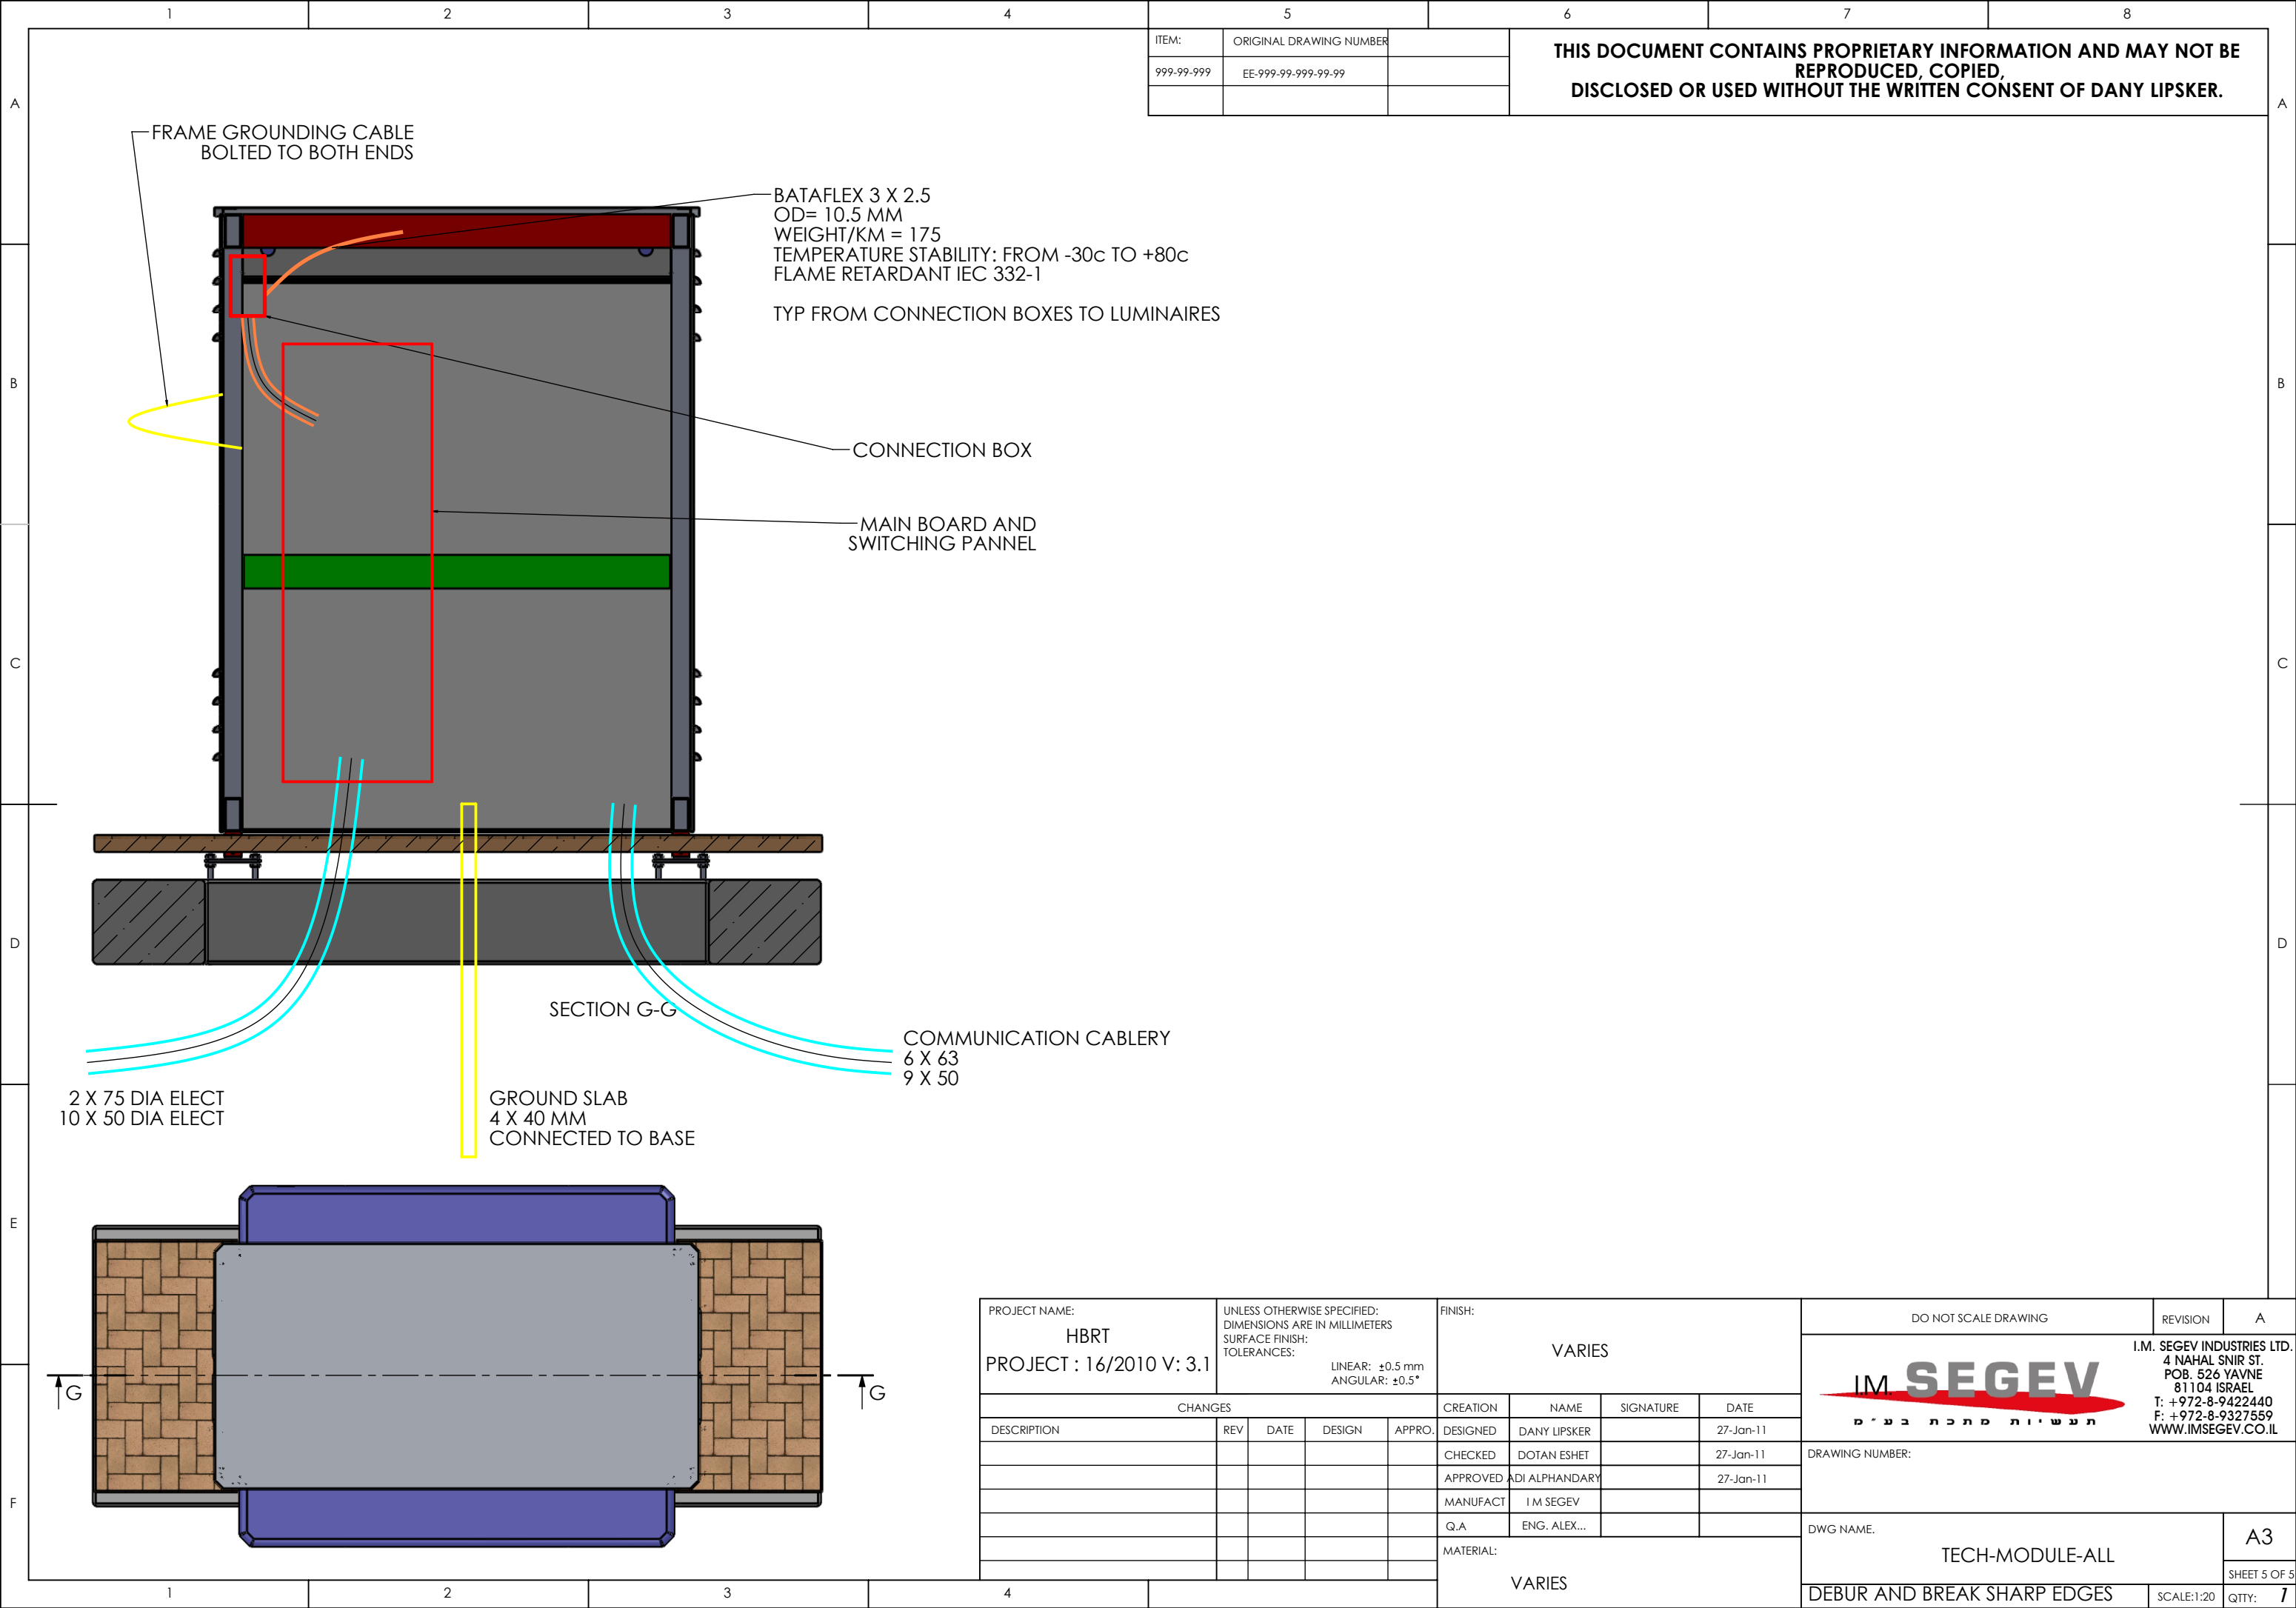 1 2 3 4 5 6 7 8
ITEM: ORIGINAL DRAWING NUMBER
999-99-999 EE-999-99-999-99-99
THIS DOCUMENT CONTAINS PROPRIETARY INFORMATION AND MAY NOT BE
REPRODUCED, COPIED,
DISCLOSED OR USED WITHOUT THE WRITTEN CONSENT OF DANY LIPSKER.
A A
FRAME GROUNDING CABLE
BOLTED TO BOTH ENDS
BATAFLEX 3 X 2.5
OD= 10.5 MM
WEIGHT/KM = 175
TEMPERATURE STABILITY: FROM -30c TO +80c
FLAME RETARDANT IEC 332-1
TYP FROM CONNECTION BOXES TO LUMINAIRES
B B
CONNECTION BOX
MAIN BOARD AND
SWITCHING PANNEL
C C
D D
SECTION G-G
COMMUNICATION CABLERY
6 X 63
9 X 50
2 X 75 DIA ELECT
10 X 50 DIA ELECT
GROUND SLAB
4 X 40 MM
CONNECTED TO BASE
E
G G
F
PROJECT NAME:
HBRT
PROJECT : 16/2010 V: 3.1
UNLESS OTHERWISE SPECIFIED:
DIMENSIONS ARE IN MILLIMETERS
SURFACE FINISH:
TOLERANCES:
LINEAR: ±0.5 mm
ANGULAR: ±0.5°
FINISH:
VARIES
DO NOT SCALE DRAWING
REVISION A
I.M. SEGEV
תעשיות מתכת בע״מ
I.M. SEGEV INDUSTRIES LTD.
4 NAHAL SNIR ST.
POB. 526 YAVNE
81104 ISRAEL
T: +972-8-9422440
F: +972-8-9327559
WWW.IMSEGEV.CO.IL
CHANGES
DESCRIPTION REV DATE DESIGN APPRO.
CREATION NAME SIGNATURE DATE
DESIGNED DANY LIPSKER 27-Jan-11
CHECKED DOTAN ESHET 27-Jan-11
APPROVED ADI ALPHANDARY 27-Jan-11
MANUFACT I M SEGEV
Q.A ENG. ALEX...
MATERIAL:
VARIES
DRAWING NUMBER:
DWG NAME.
TECH-MODULE-ALL
A3
SHEET 5 OF 5
DEBUR AND BREAK SHARP EDGES
SCALE:1:20
QTTY: 1
1 2 3 4